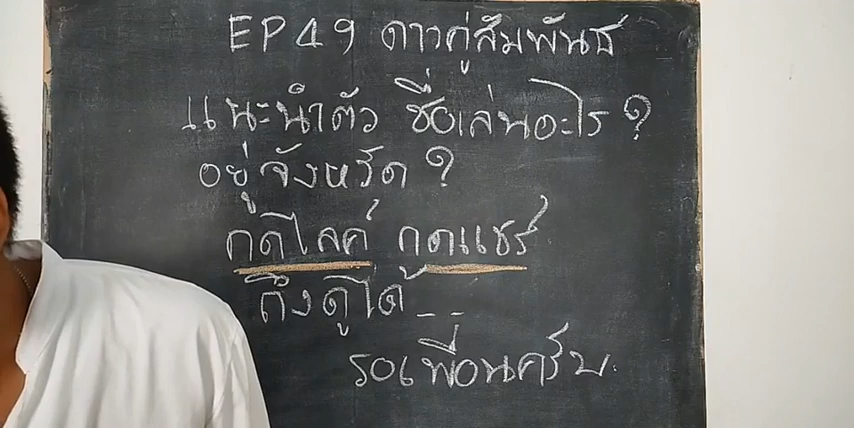 EP 49 ดาวคู่สัมพันธ์
แนะนำตัว ชื่อเล่นอะไร ?
อยู่จังหรัด ?
กดไลค์ กดแชร์
ถึงดูได้ _ _
รอเพื่อนครับ